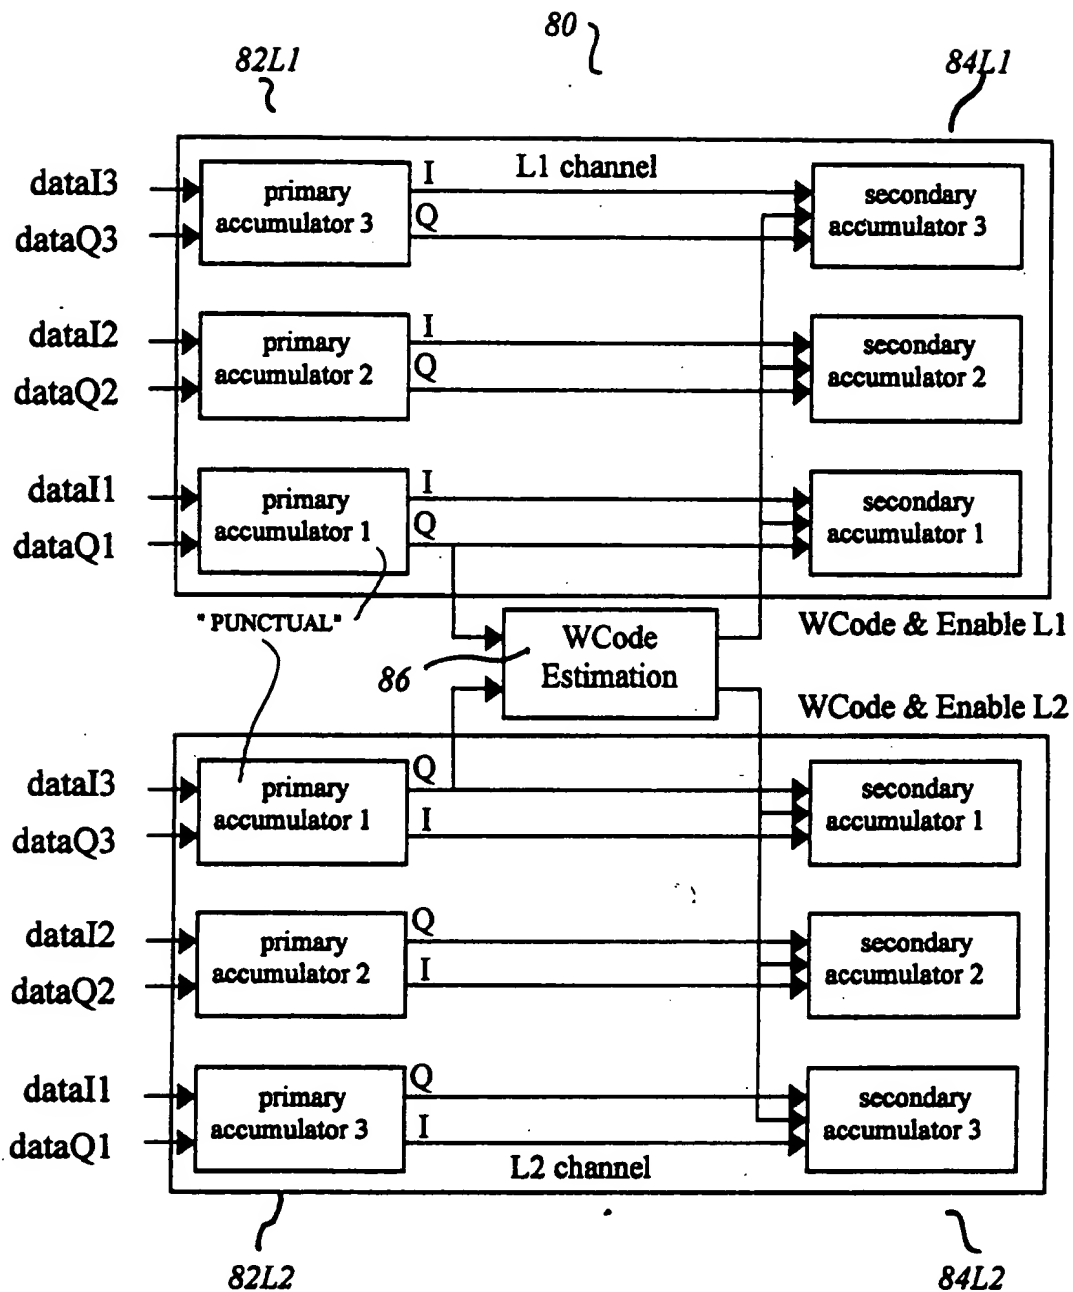 80
82L1
84L1
L1 channel
dataI3
dataQ3
primary
accumulator 3
I
Q
secondary
accumulator 3
dataI2
dataQ2
primary
accumulator 2
I
Q
secondary
accumulator 2
dataI1
dataQ1
primary
accumulator 1
I
Q
secondary
accumulator 1
"PUNCTUAL"
86
WCode
Estimation
WCode & Enable L1
WCode & Enable L2
dataI3
dataQ3
primary
accumulator 1
Q
I
secondary
accumulator 1
dataI2
dataQ2
primary
accumulator 2
Q
I
secondary
accumulator 2
dataI1
dataQ1
primary
accumulator 3
Q
I
secondary
accumulator 3
L2 channel
82L2
84L2